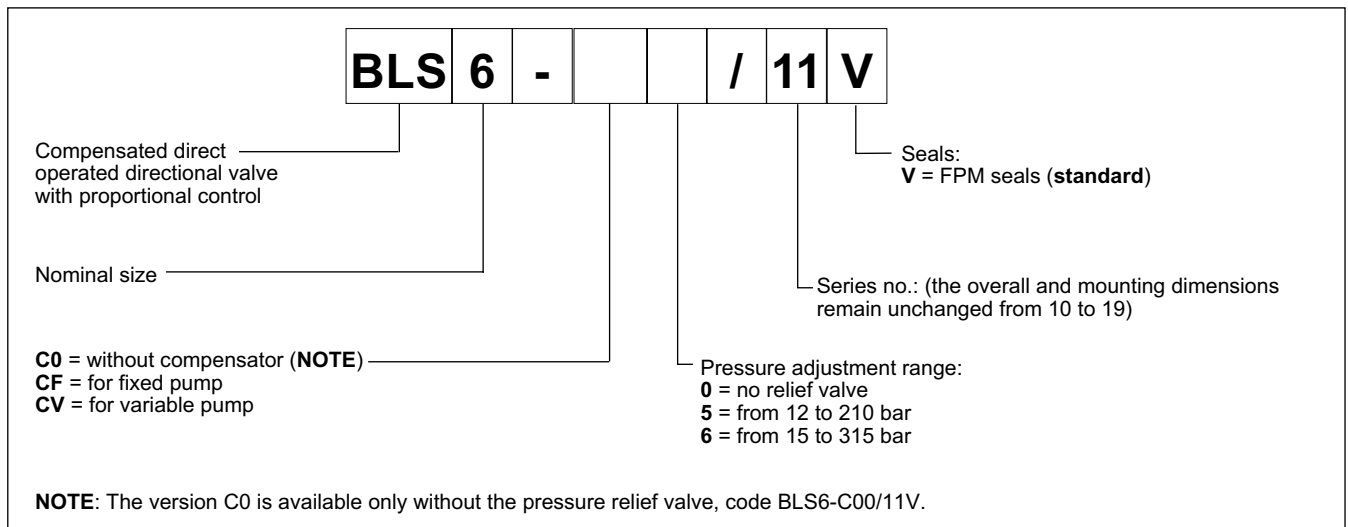 BLS 6 - / 11 V
Compensated direct
operated directional valve
with proportional control
Seals:
V = FPM seals (standard)
Nominal size
Series no.: (the overall and mounting dimensions
remain unchanged from 10 to 19)
C0 = without compensator (NOTE)
CF = for fixed pump
CV = for variable pump
Pressure adjustment range:
0 = no relief valve
5 = from 12 to 210 bar
6 = from 15 to 315 bar
NOTE: The version C0 is available only without the pressure relief valve, code BLS6-C00/11V.